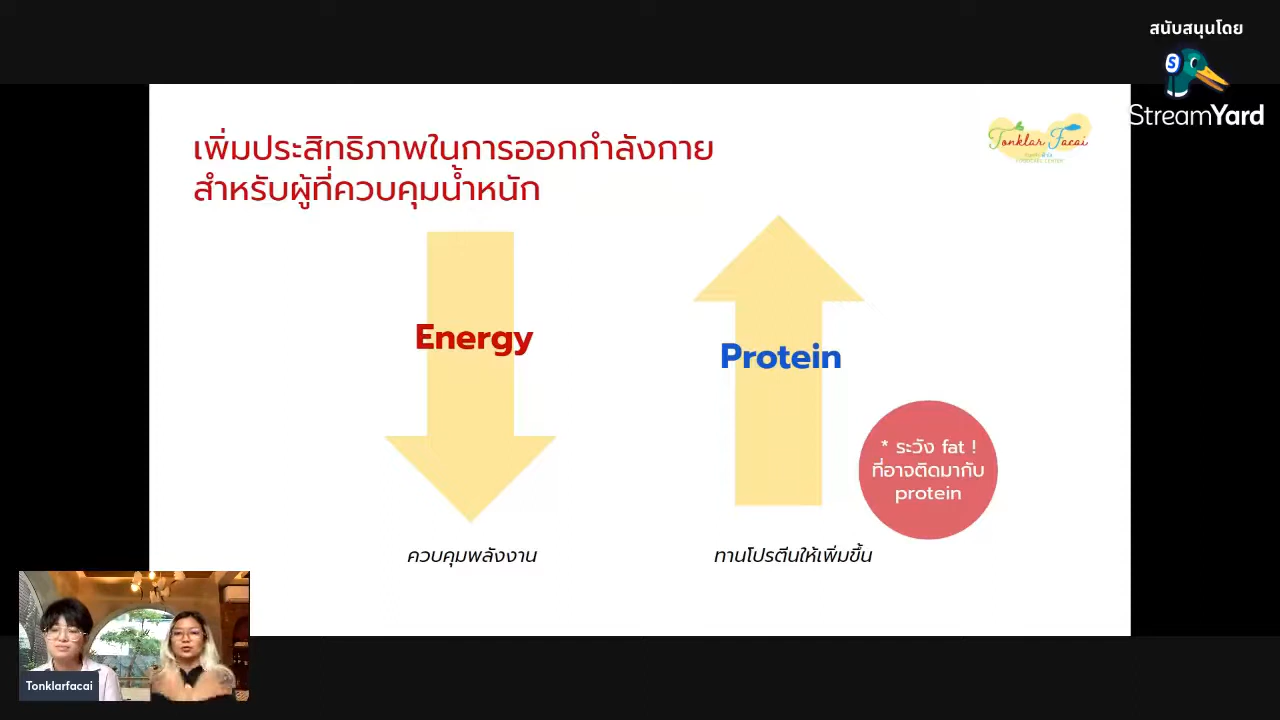 สนับสนุนโดย
StreamYard
Tonklar Facai
เพิ่มประสิทธิภาพในการออกกำลังกาย
สำหรับผู้ที่ควบคุมน้ำหนัก
Energy
Protein
* ระวัง fat !
ที่อาจติดมากับ
protein
ควบคุมพลังงาน
ทานโปรตีนให้เพิ่มขึ้น
Tonklarfacai